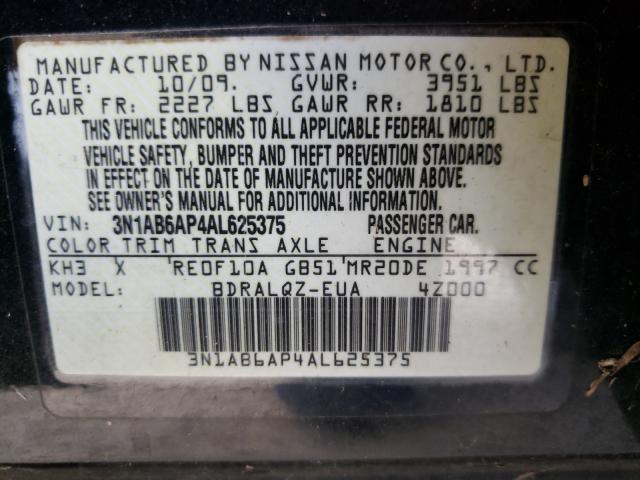 MANUFACTURED BY NISSAN MOTOR CO., LTD.
DATE: 10/09. GVWR: 3951 LBS
GAWR FR: 2227 LBS, GAWR RR: 1810 LBS
THIS VEHICLE CONFORMS TO ALL APPLICABLE FEDERAL MOTOR
VEHICLE SAFETY, BUMPER AND THEFT PREVENTION STANDARDS
IN EFFECT ON THE DATE OF MANUFACTURE SHOWN ABOVE.
SEE OWNER'S MANUAL FOR ADDITIONAL INFORMATION.
VIN: 3N1AB6AP4AL625375 PASSENGER CAR.
COLOR TRIM TRANS AXLE ENGINE
KH3 X 'RE0F10A GB51'MR20DE 1997 CC
MODEL: BDRALQZ-EUA 4Z000
3N1AB6AP4AL625375